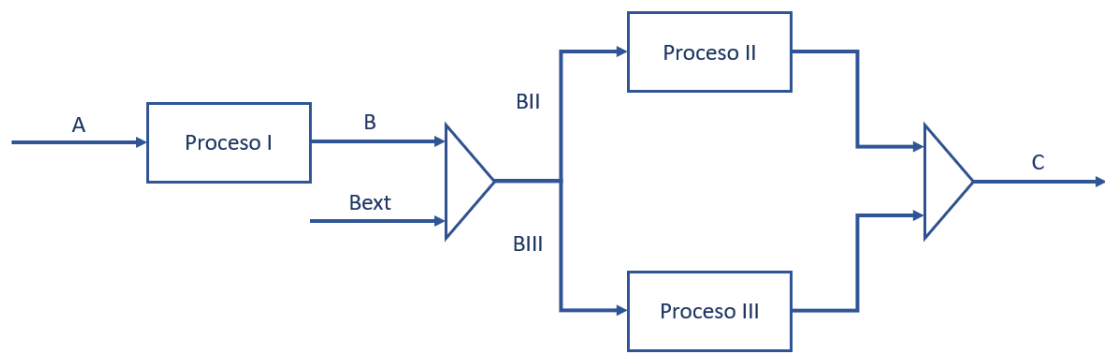 A
Proceso I
B
Bext
BII
BIII
Proceso II
Proceso III
C